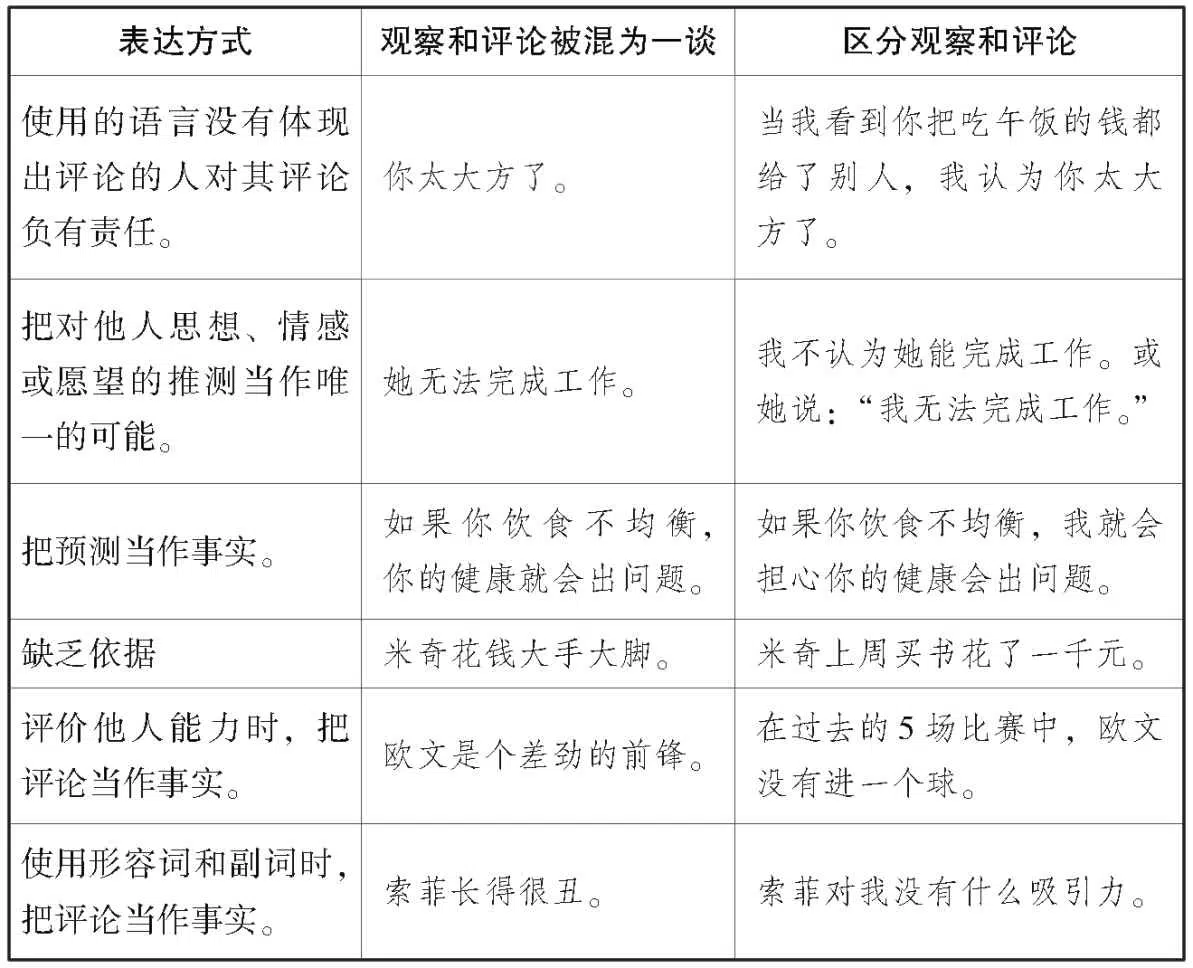 表达方式
观察和评论被混为一谈
区分观察和评论
使用的语言没有体现
出评论的人对其评论
负有责任。
你太大方了。
当我看到你把吃午饭的钱都
给了别人，我认为你太大
方了。
把对他人思想、情感
或愿望的推测当作唯
一的可能。
她无法完成工作。
我不认为她能完成工作。或
她说：“我无法完成工作。”
把预测当作事实。
如果你饮食不均衡，
你的健康就会出问题。
如果你饮食不均衡，我就会
担心你的健康会出问题。
缺乏依据
米奇花钱大手大脚。
米奇上周买书花了一千元。
评价他人能力时，把
评论当作事实。
欧文是个差劲的前锋。
在过去的5场比赛中，欧文
没有进一个球。
使用形容词和副词时，
把评论当作事实。
索菲长得很丑。
索菲对我没有什么吸引力。